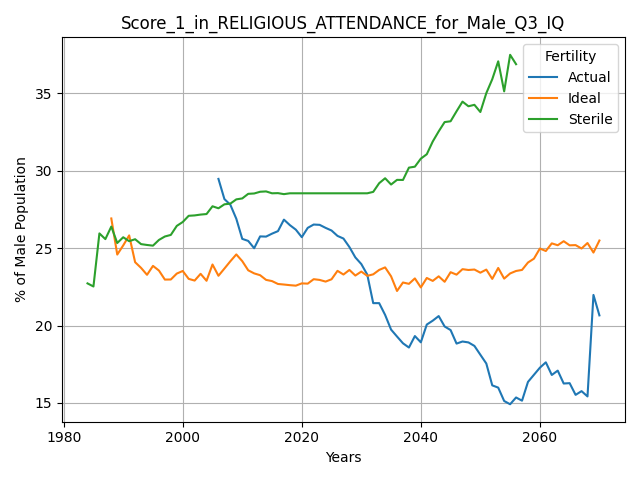 Score_1_in_RELIGIOUS_ATTENDANCE_for_Male_Q3_IQ
Fertility
Actual
Ideal
Sterile
% of Male Population
35
30
25
20
15
1980
2000
2020
2040
2060
Years